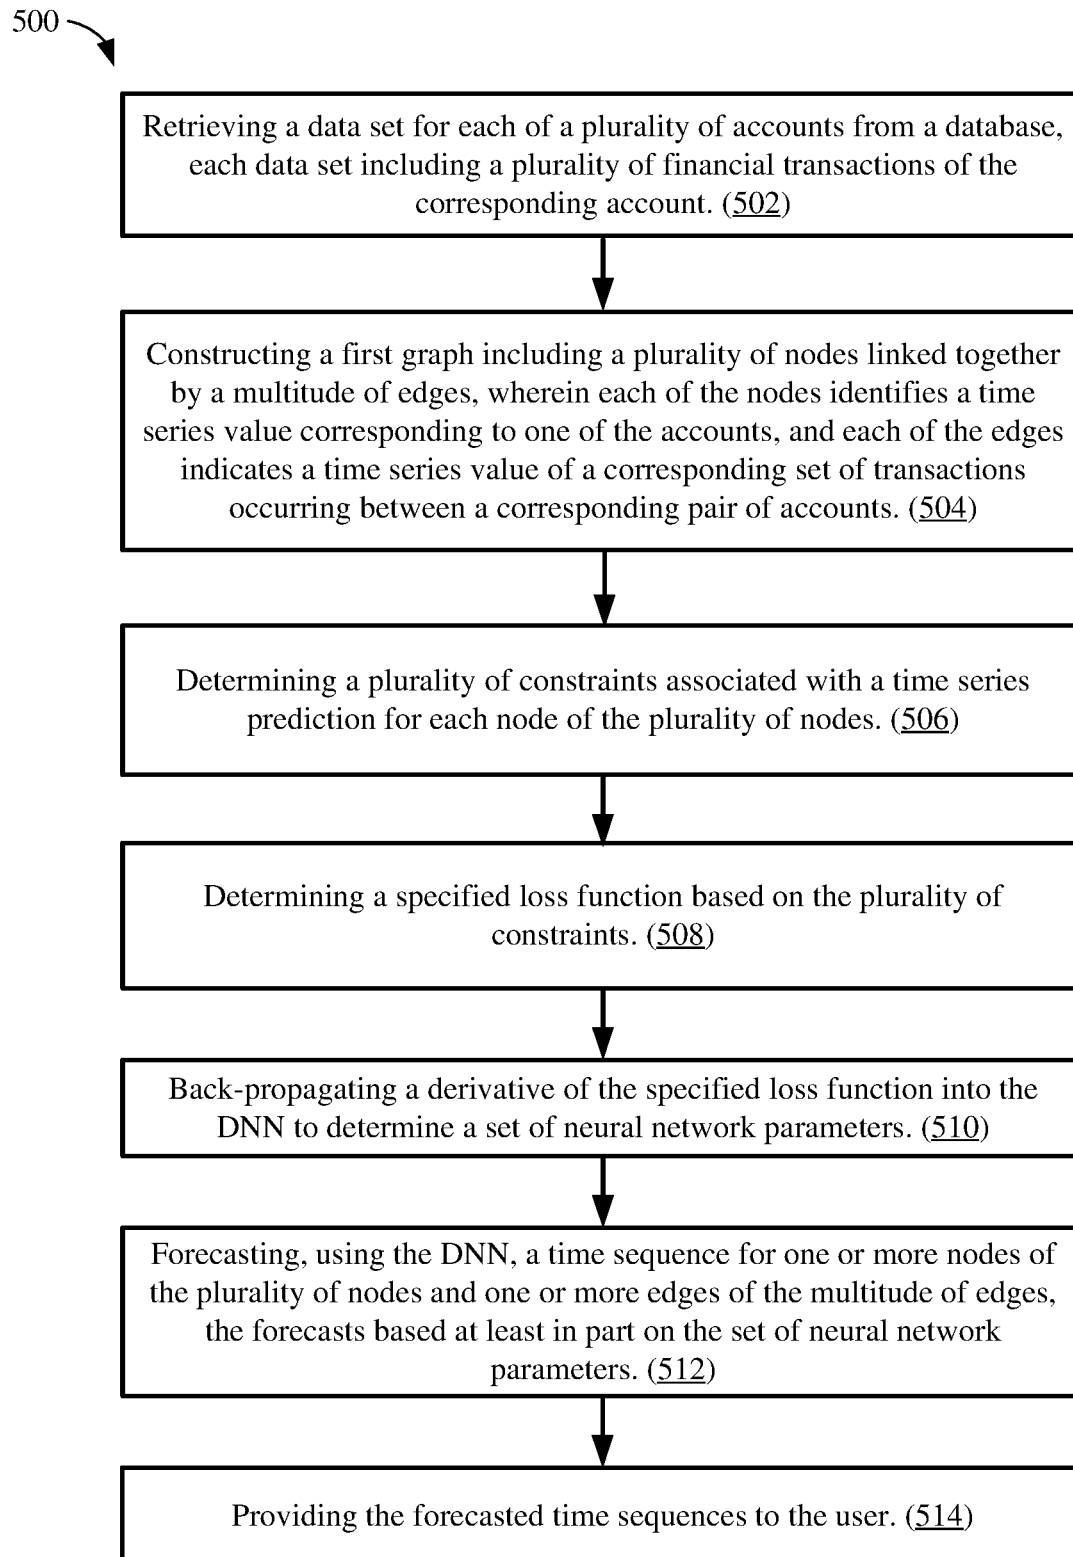 500
Retrieving a data set for each of a plurality of accounts from a database,
each data set including a plurality of financial transactions of the
corresponding account. (502)
Constructing a first graph including a plurality of nodes linked together
by a multitude of edges, wherein each of the nodes identifies a time
series value corresponding to one of the accounts, and each of the edges
indicates a time series value of a corresponding set of transactions
occurring between a corresponding pair of accounts. (504)
Determining a plurality of constraints associated with a time series
prediction for each node of the plurality of nodes. (506)
Determining a specified loss function based on the plurality of
constraints. (508)
Back-propagating a derivative of the specified loss function into the
DNN to determine a set of neural network parameters. (510)
Forecasting, using the DNN, a time sequence for one or more nodes of
the plurality of nodes and one or more edges of the multitude of edges,
the forecasts based at least in part on the set of neural network
parameters. (512)
Providing the forecasted time sequences to the user. (514)